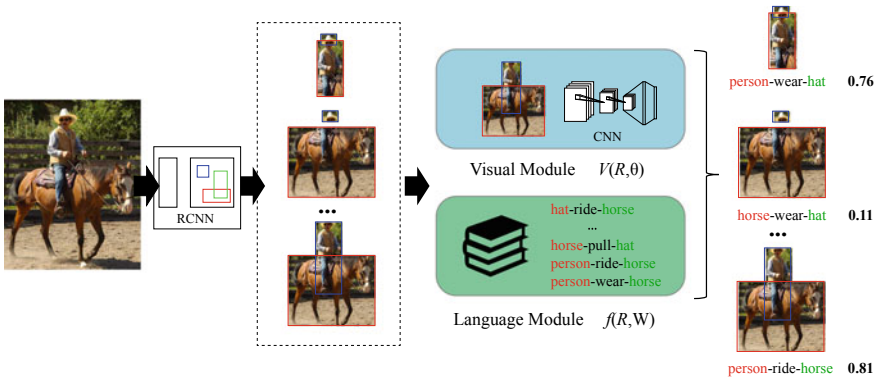 RCNN
•••
CNN
Visual Module V(R,θ)
hat-ride-horse
...
horse-pull-hat
person-ride-horse
person-wear-horse
Language Module f(R,W)
person-wear-hat 0.76
horse-wear-hat 0.11
•••
person-ride-horse 0.81